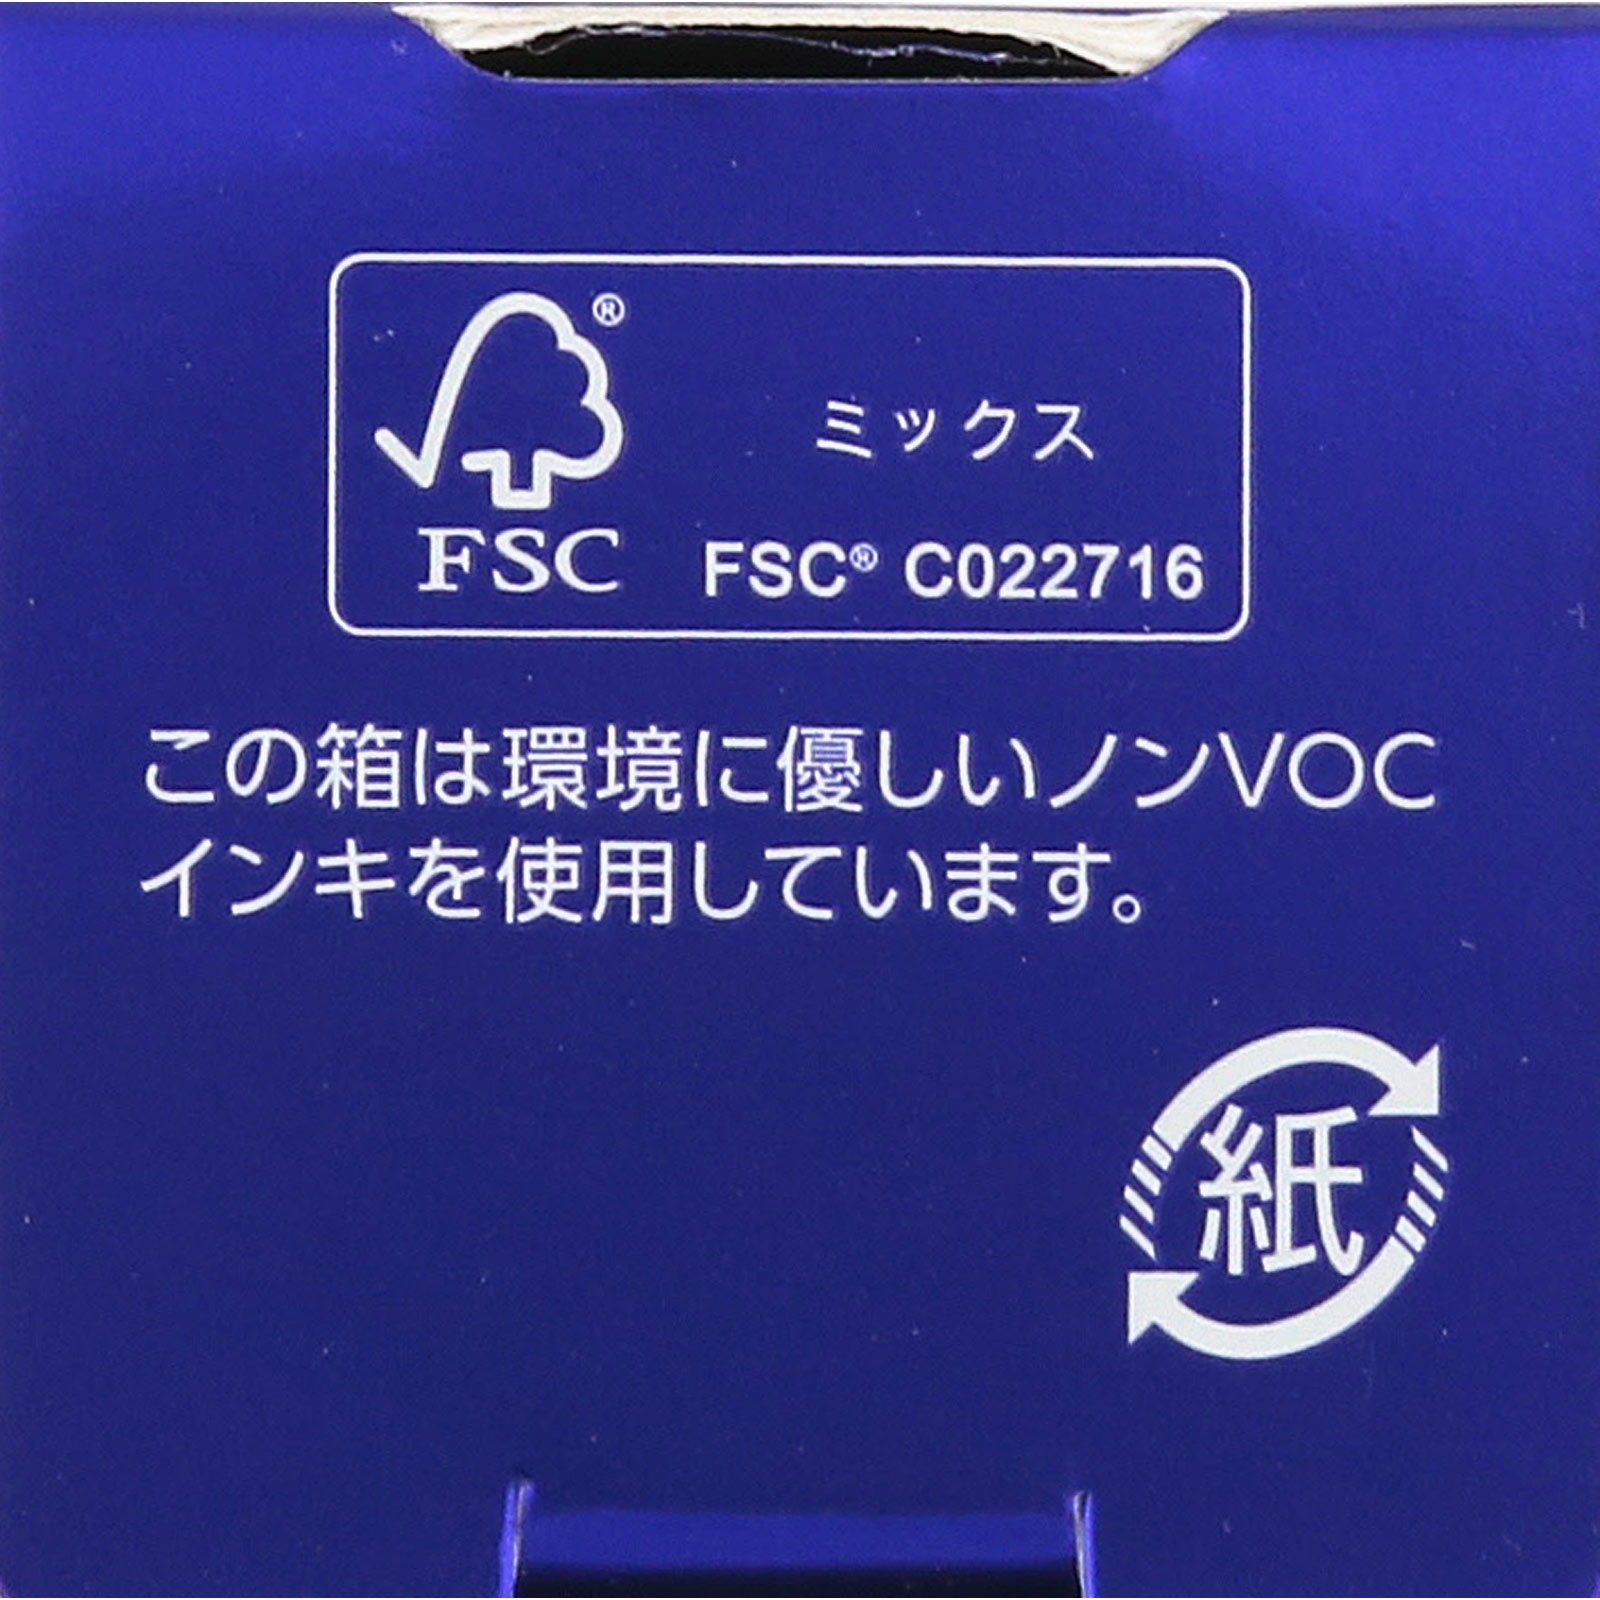 ®
ミックス
FSC
FSC® C022716
この箱は環境に優しいノンVOC
インキを使用しています。
紙